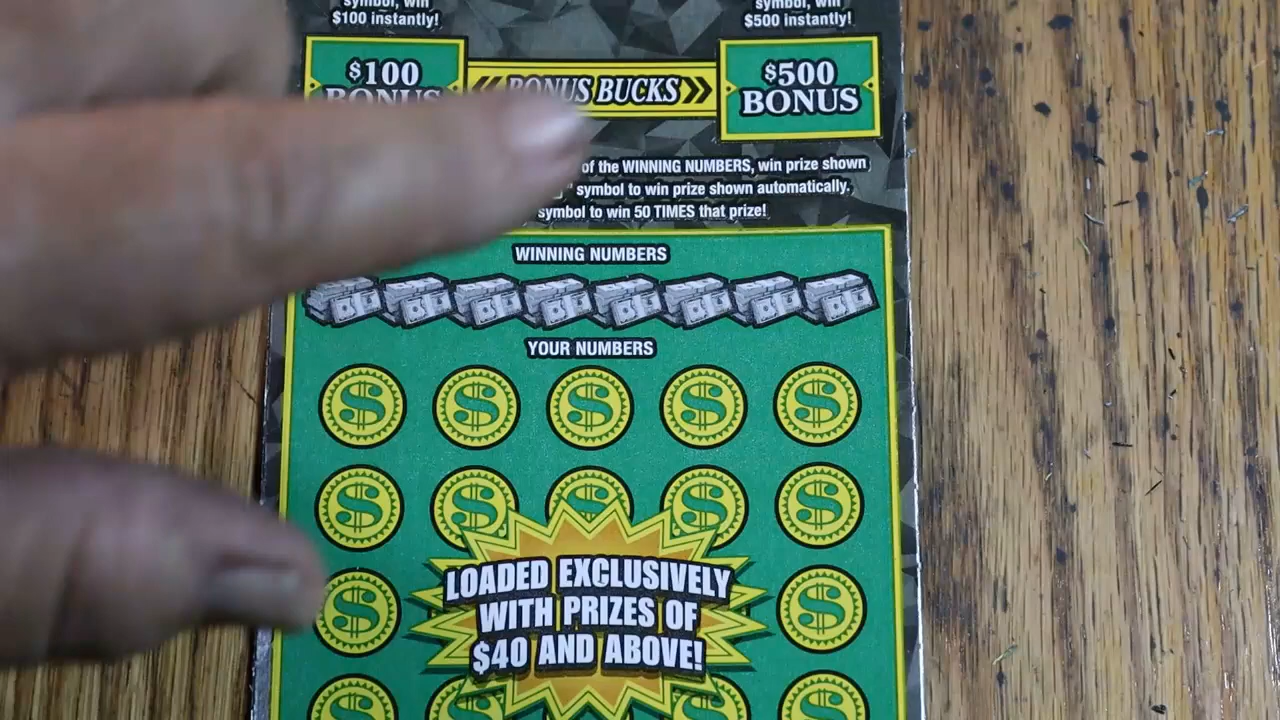 symbol, win
$100 instantly!
symbol, win
$500 instantly!
$100
BONUS
BONUS BUCKS
$500
BONUS
of the WINNING NUMBERS, win prize shown
symbol to win prize shown automatically.
symbol to win 50 TIMES that prize!
WINNING NUMBERS
YOUR NUMBERS
LOADED EXCLUSIVELY
WITH PRIZES OF
$40 AND ABOVE!